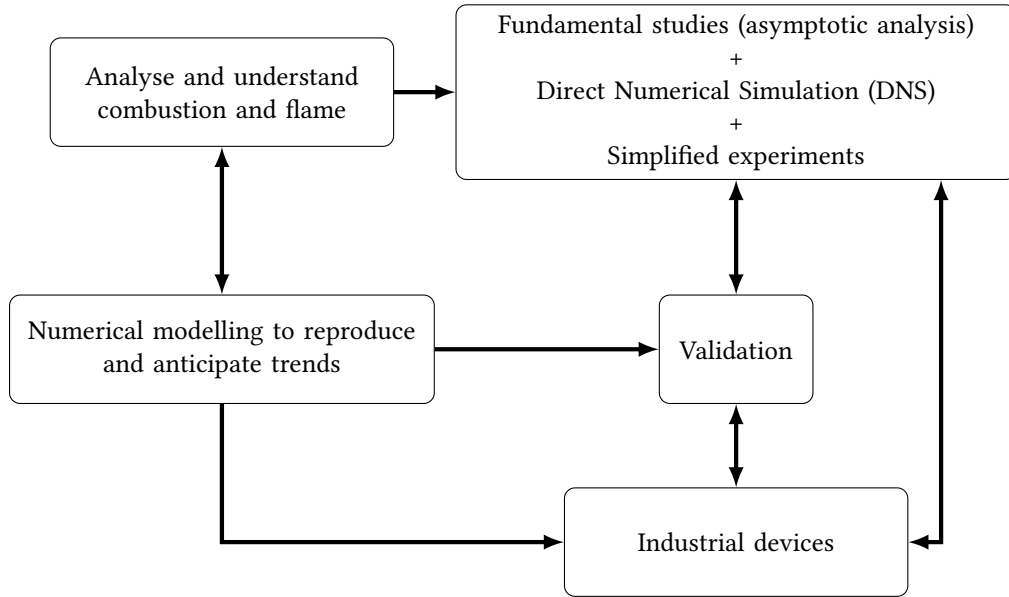 Analyse and understand
combustion and flame
Fundamental studies (asymptotic analysis)
+
Direct Numerical Simulation (DNS)
+
Simplified experiments
Numerical modelling to reproduce
and anticipate trends
Validation
Industrial devices